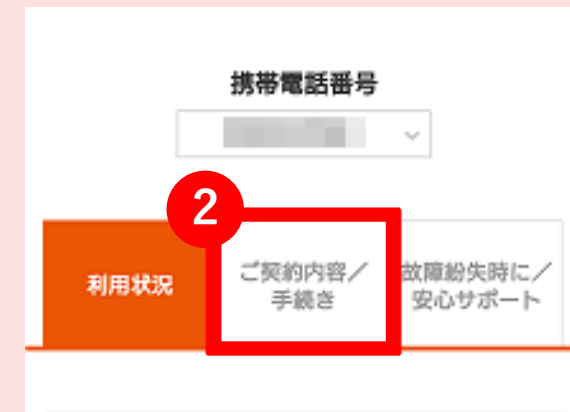 携帯電話番号
2
利用状況
ご契約内容／
手続き
故障紛失時に／
安心サポート